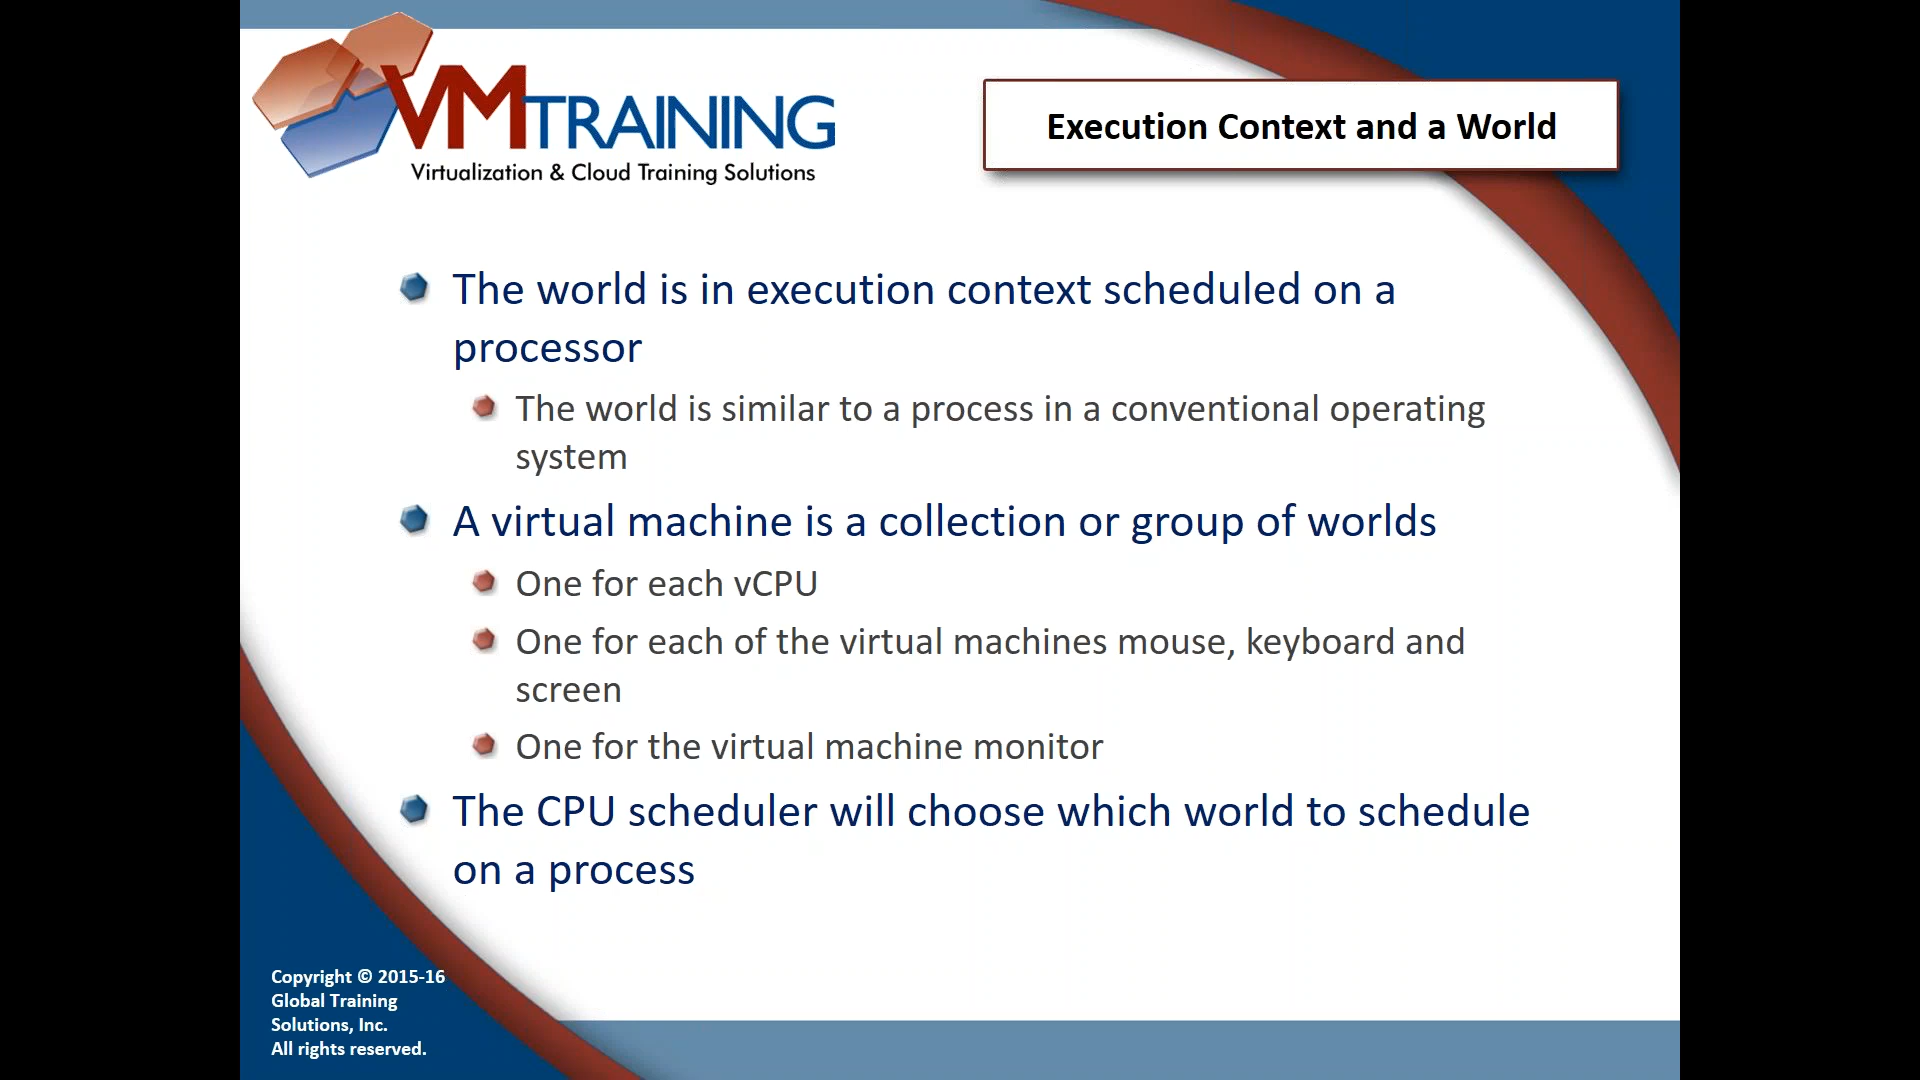 VMTRAINING
Virtualization & Cloud Training Solutions
Execution Context and a World
The world is in execution context scheduled on a
processor
The world is similar to a process in a conventional operating
system
A virtual machine is a collection or group of worlds
One for each vCPU
One for each of the virtual machines mouse, keyboard and
screen
One for the virtual machine monitor
The CPU scheduler will choose which world to schedule
on a process
Copyright © 2015-16
Global Training
Solutions, Inc.
All rights reserved.